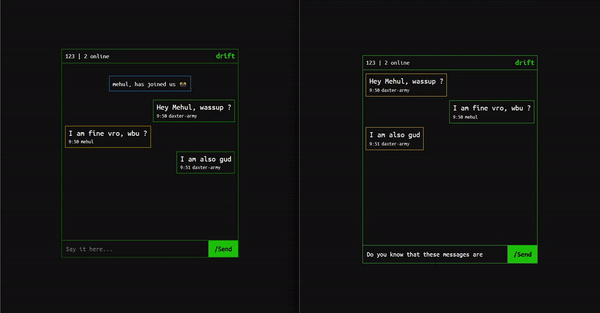 123 | 2 online
drift
mehul, has joined us
Hey Mehul, wassup ?
9:50 daxter-army
I am fine vro, wbu ?
9:50 mehul
I am also gud
9:51 daxter-army
Say it here...
/Send
123 | 2 online
drift
Hey Mehul, wassup ?
9:50 daxter-army
I am fine vro, wbu ?
9:50 mehul
I am also gud
9:51 daxter-army
Do you know that these messages are
/Send